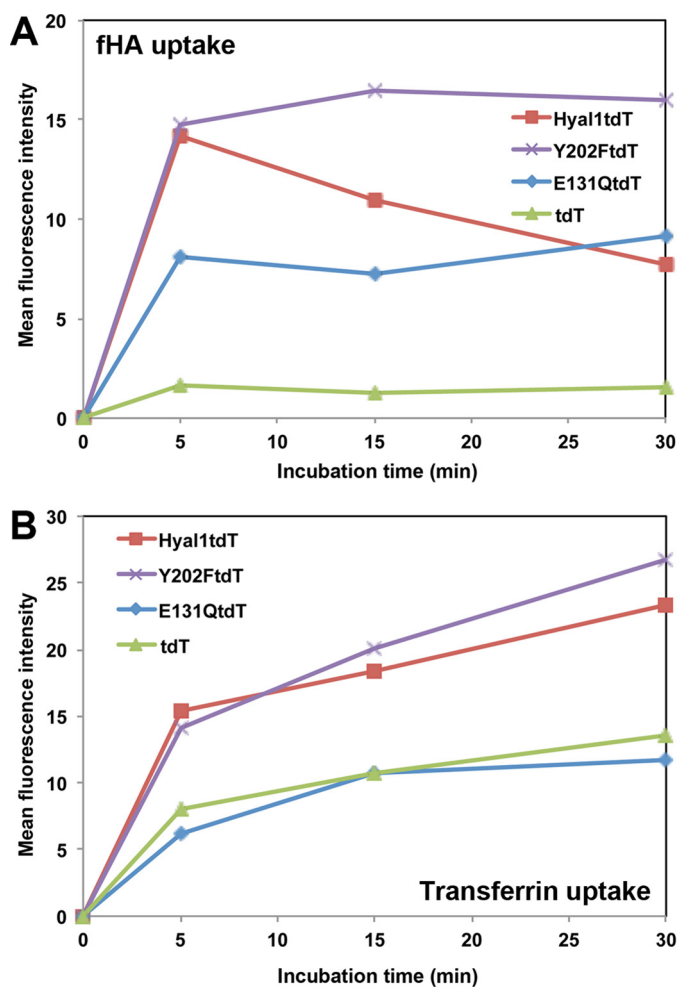 A
fHA uptake
20
15
10
5
0
Mean fluorescence intensity
Hyal1tdT
Y202FtdT
E131QtdT
tdT
0 5 10 15 20 25 30
Incubation time (min)
B
30
25
20
15
10
5
0
Mean fluorescence intensity
Hyal1tdT
Y202FtdT
E131QtdT
tdT
Transferrin uptake
0 5 10 15 20 25 30
Incubation time (min)